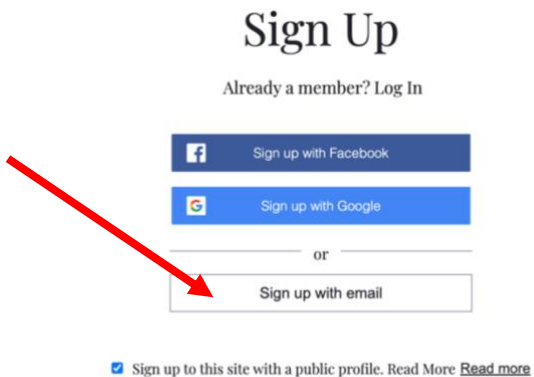 Sign Up
Already a member? Log In
Sign up with Facebook
Sign up with Google
or
Sign up with email
Sign up to this site with a public profile. Read More Read more